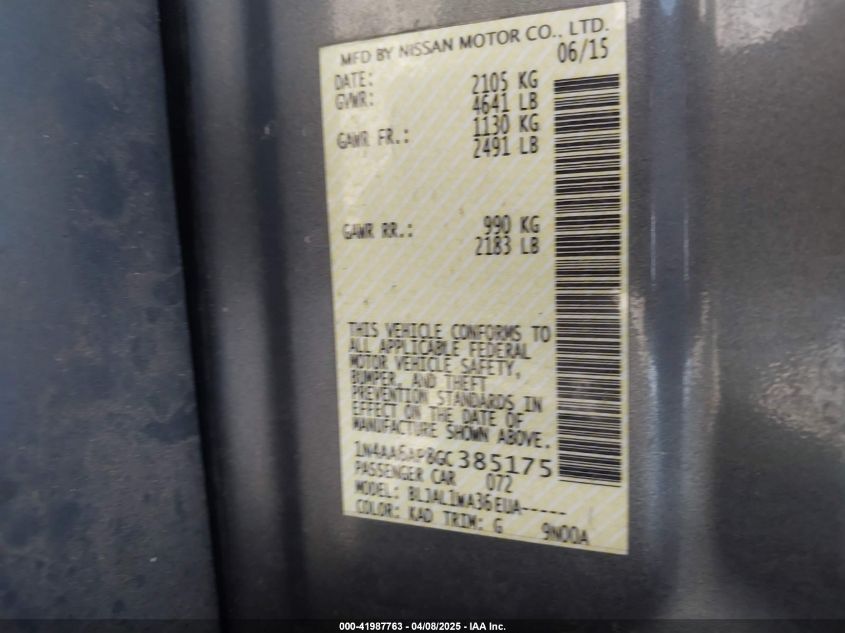 MFD BY NISSAN MOTOR CO., LTD.
DATE: 06/15
GVWR: 2105 KG
4641 LB
GAWR FR.: 1130 KG
2491 LB
GAWR RR.: 990 KG
2183 LB
THIS VEHICLE CONFORMS TO
ALL APPLICABLE FEDERAL
MOTOR VEHICLE SAFETY,
BUMPER, AND THEFT
PREVENTION STANDARDS IN
EFFECT ON THE DATE OF
MANUFACTURE SHOWN ABOVE.
1N4AA6AP8GC385175
PASSENGER CAR 072
MODEL: BLJALIWA36EUA-----
COLOR: KAD TRIM: G 9N00A
000-41987763 - 04/08/2025 - IAA Inc.